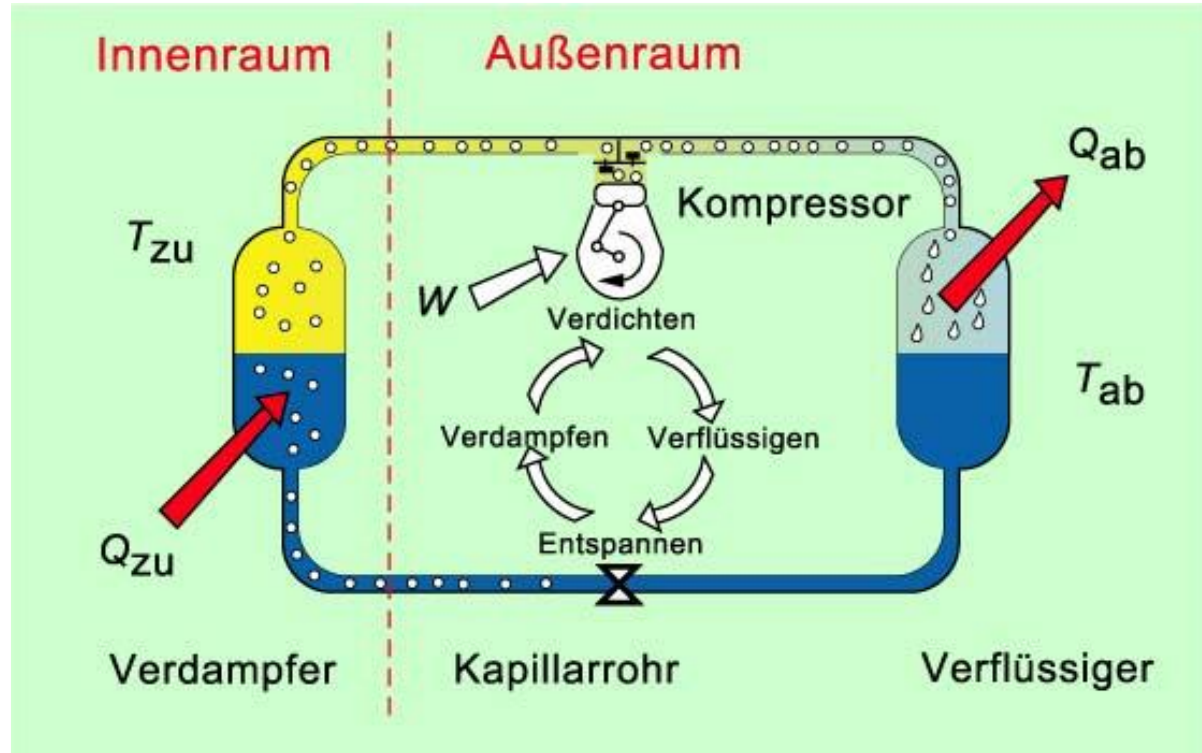 Innenraum
Außenraum
Qab
Tzu
Kompressor
W
Verdichten
Tab
Verdampfen
Verflüssigen
Entspannen
Qzu
Verdampfer
Kapillarrohr
Verflüssiger